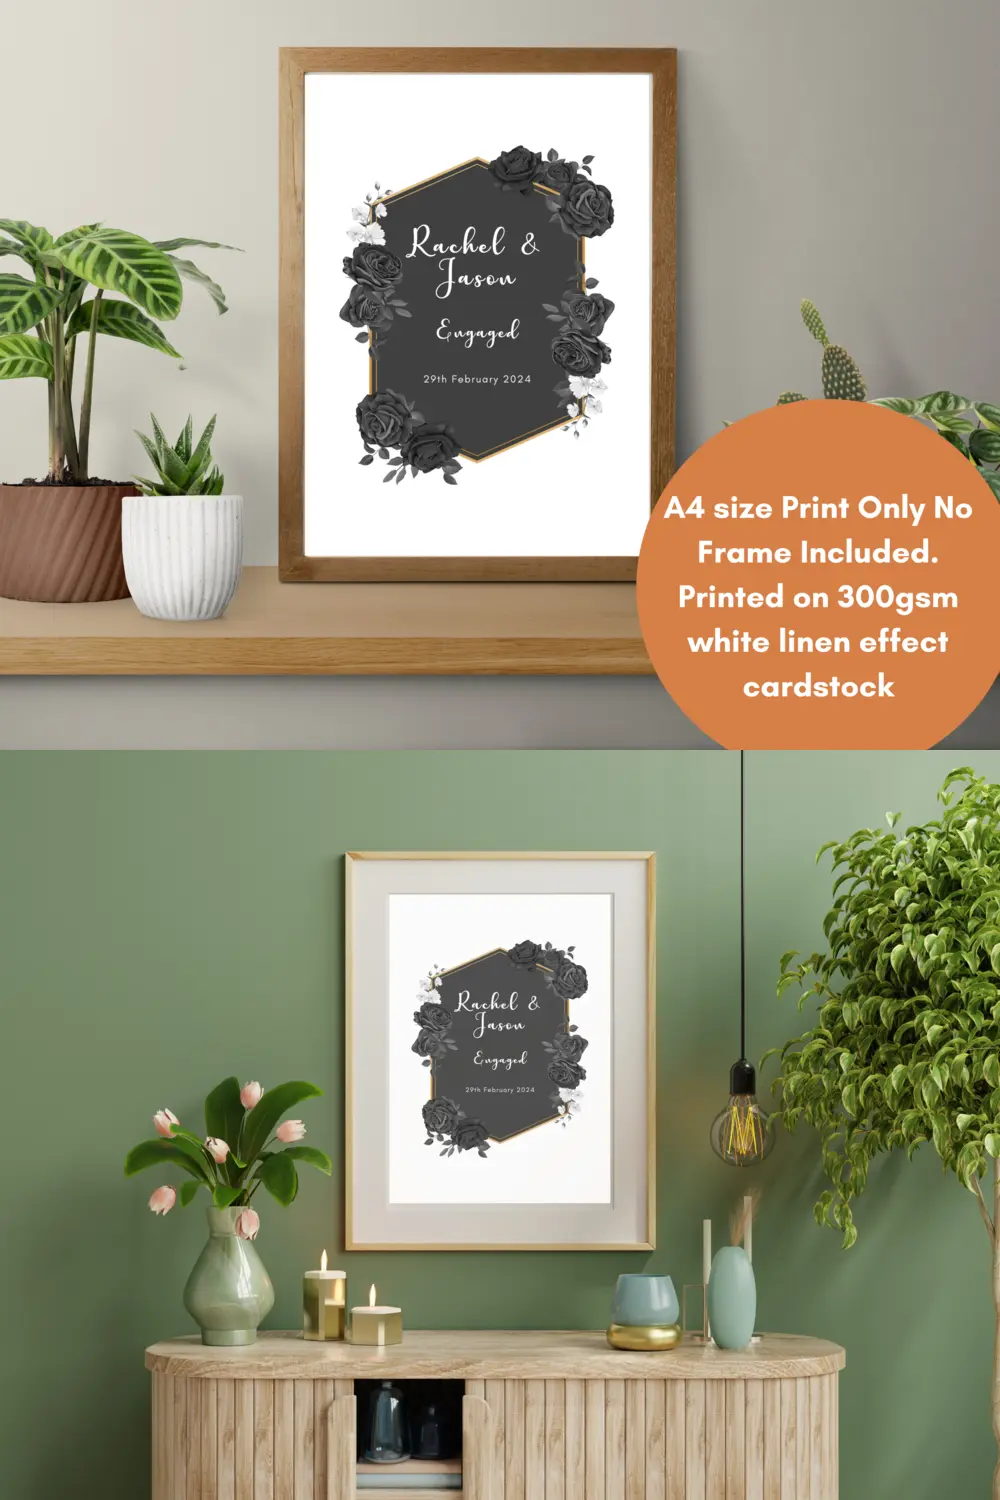 Rachel &
Jason
Engaged
29th February 2024
A4 size Print Only No
Frame Included.
Printed on 300gsm
white linen effect
cardstock
Rachel &
Jason
Engaged
29th February 2024